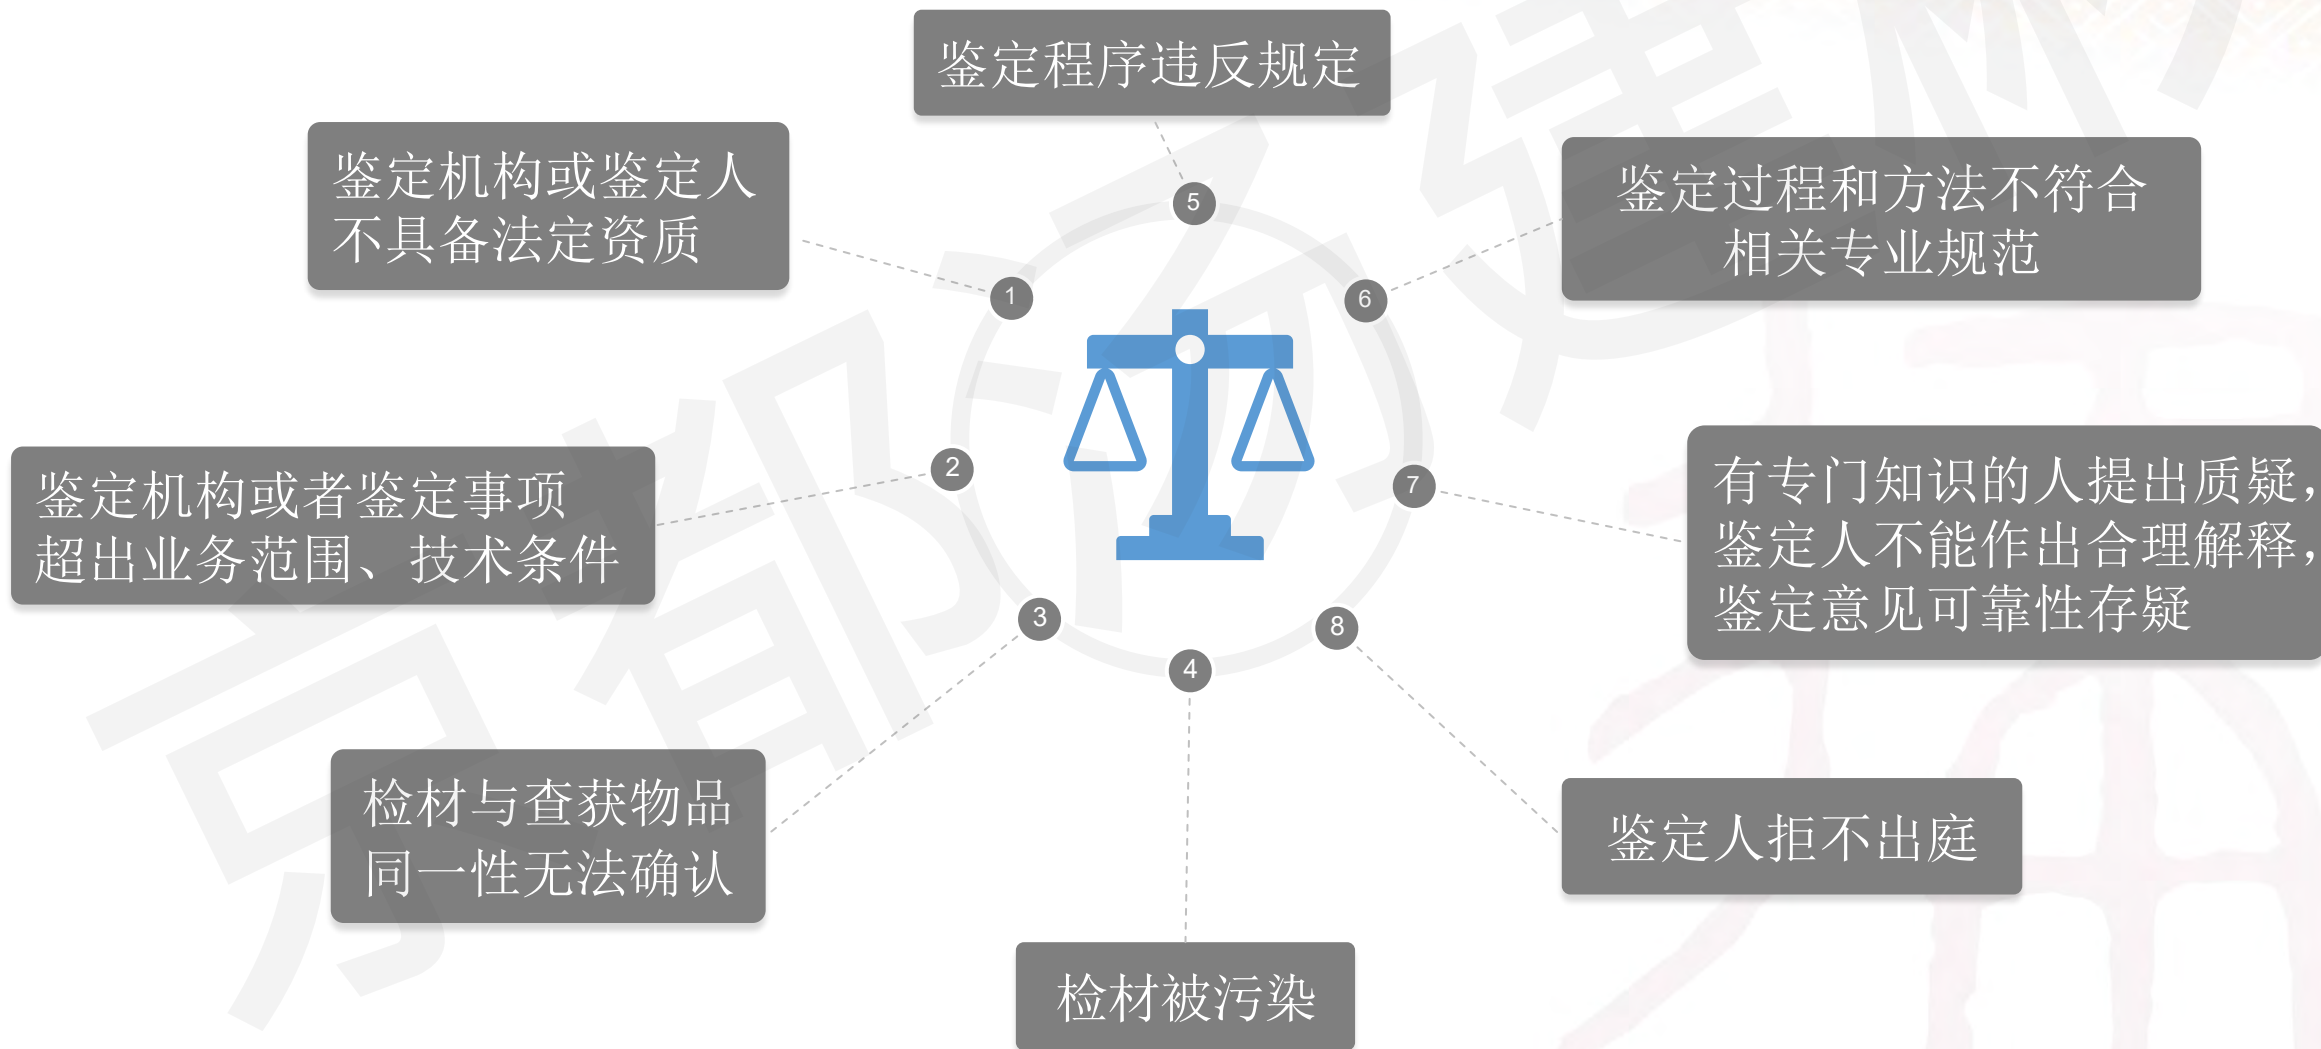 鉴定程序违反规定
鉴定机构或鉴定人
不具备法定资质
鉴定过程和方法不符合
相关专业规范
5
1
6
鉴定机构或者鉴定事项
超出业务范围、技术条件
2
7
有专门知识的人提出质疑，
鉴定人不能作出合理解释，
鉴定意见可靠性存疑
3
8
4
检材与查获物品
同一性无法确认
鉴定人拒不出庭
检材被污染
京都汤建彬